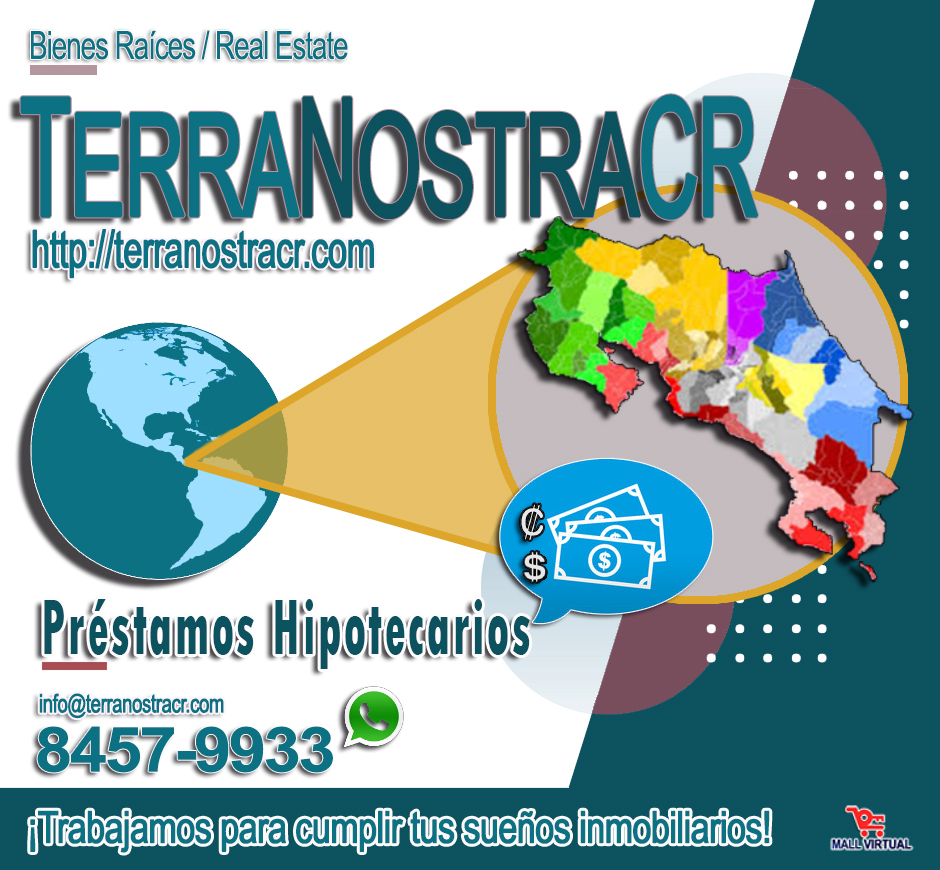 Bienes Raíces / Real Estate
TERRANOSTRACR
http://terranostracr.com
₡
$
$
Préstamos Hipotecarios
info@terranostracr.com
8457-9933
¡Trabajamos para cumplir tus sueños inmobiliarios!
MALL VIRTUAL